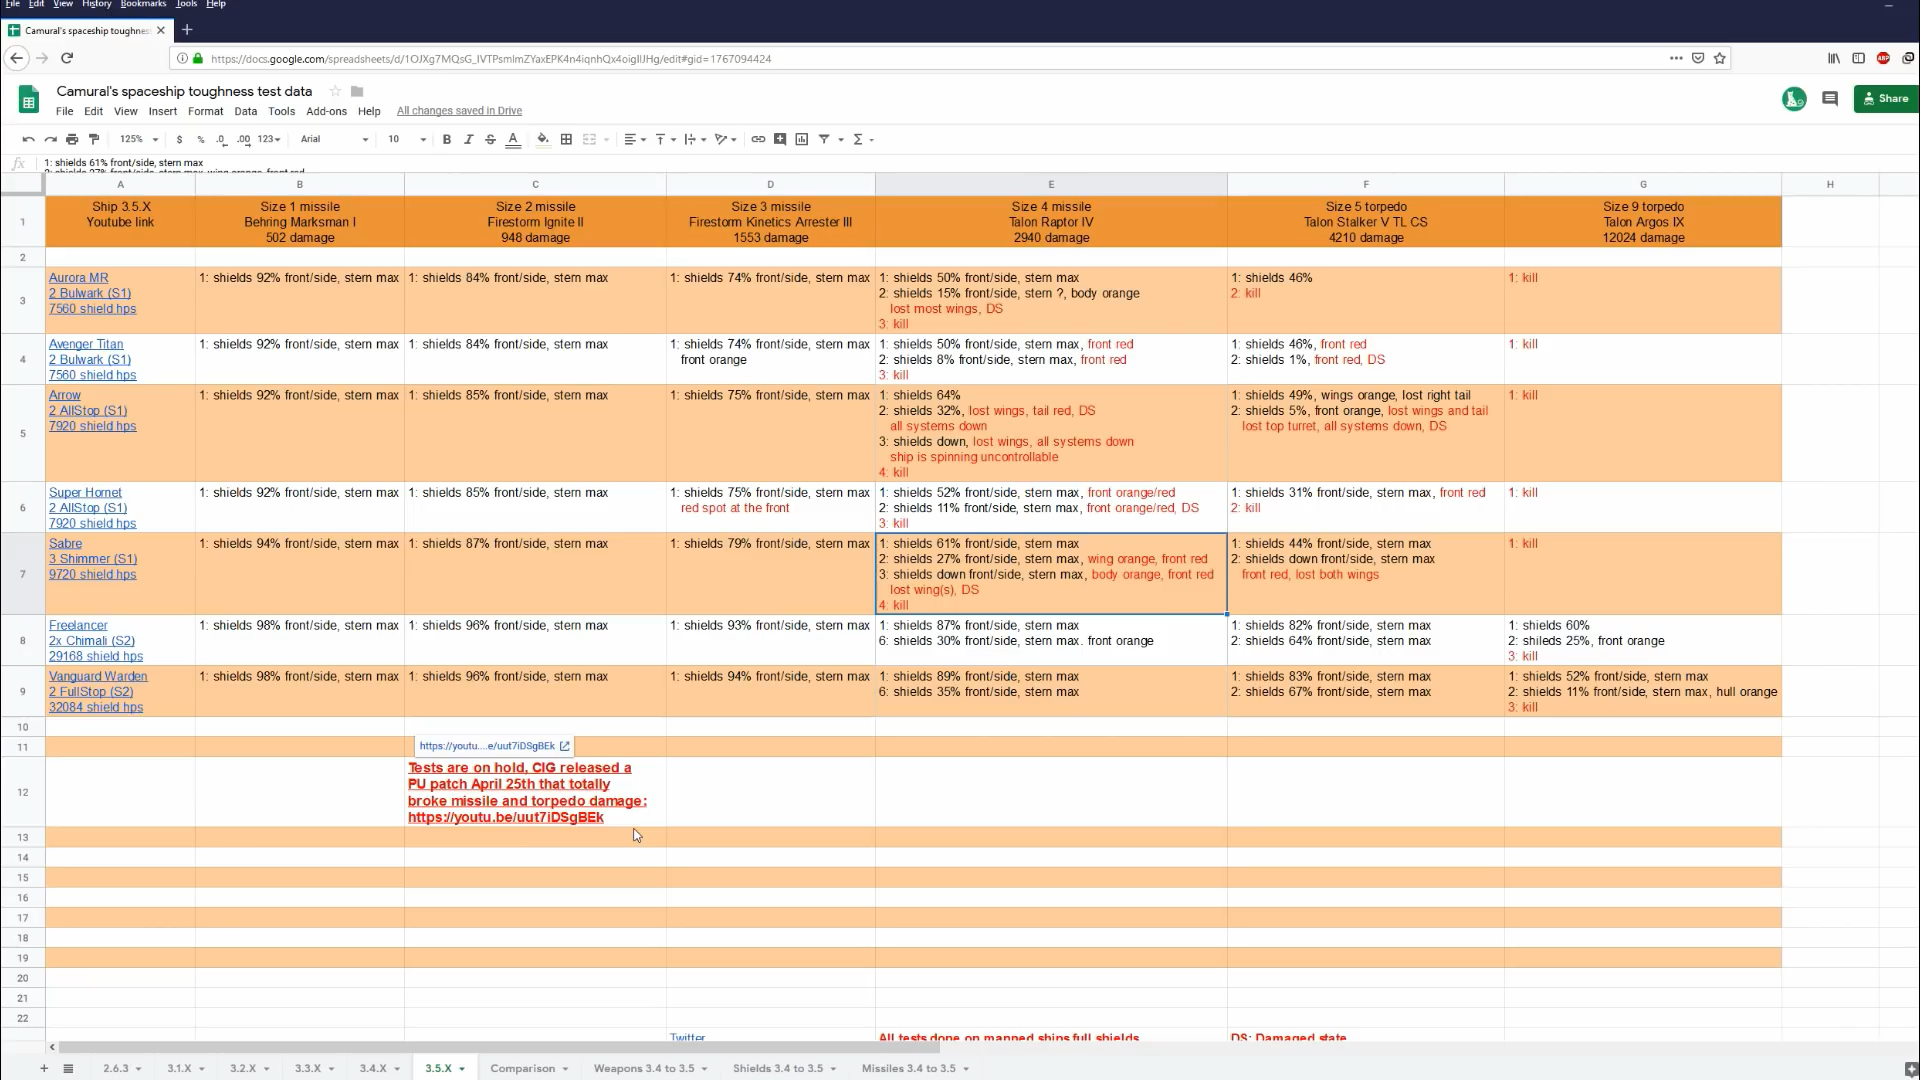 File Edit View History Bookmarks Tools Help
Camural's spaceship toughness
https://docs.google.com/spreadsheets/d/1OJXg7MQsG_IVTPsmImZYaxEPK4n4iqnhQx4oigIlJHg/edit#gid=1767094424
Camural's spaceship toughness test data
File Edit View Insert Format Data Tools Add-ons Help All changes saved in Drive
Share
125% $ % .0 .00 123 Arial 10
fx 1: shields 61% front/side, stern max
2: shields 27% front/side, stern max, wing orange, front red
A B C D E F G H
1
Ship 3.5.X
Youtube link
Size 1 missile
Behring Marksman I
502 damage
Size 2 missile
Firestorm Ignite II
948 damage
Size 3 missile
Firestorm Kinetics Arrester III
1553 damage
Size 4 missile
Talon Raptor IV
2940 damage
Size 5 torpedo
Talon Stalker V TL CS
4210 damage
Size 9 torpedo
Talon Argos IX
12024 damage
2
3
Aurora MR
2 Bulwark (S1)
7560 shield hps
1: shields 92% front/side, stern max
1: shields 84% front/side, stern max
1: shields 74% front/side, stern max
1: shields 50% front/side, stern max
2: shields 15% front/side, stern ?, body orange
lost most wings, DS
3: kill
1: shields 46%
2: kill
1: kill
4
Avenger Titan
2 Bulwark (S1)
7560 shield hps
1: shields 92% front/side, stern max
1: shields 84% front/side, stern max
1: shields 74% front/side, stern max
front orange
1: shields 50% front/side, stern max, front red
2: shields 8% front/side, stern max, front red
3: kill
1: shields 46%, front red
2: shields 1%, front red, DS
1: kill
5
Arrow
2 AllStop (S1)
7920 shield hps
1: shields 92% front/side, stern max
1: shields 85% front/side, stern max
1: shields 75% front/side, stern max
1: shields 64%
2: shields 32%, lost wings, tail red, DS
all systems down
3: shields down, lost wings, all systems down
ship is spinning uncontrollable
4: kill
1: shields 49%, wings orange, lost right tail
2: shields 5%, front orange, lost wings and tail
lost top turret, all systems down, DS
1: kill
6
Super Hornet
2 AllStop (S1)
7920 shield hps
1: shields 92% front/side, stern max
1: shields 85% front/side, stern max
1: shields 75% front/side, stern max
red spot at the front
1: shields 52% front/side, stern max, front orange/red
2: shields 11% front/side, stern max, front orange/red, DS
3: kill
1: shields 31% front/side, stern max, front red
2: kill
1: kill
7
Sabre
3 Shimmer (S1)
9720 shield hps
1: shields 94% front/side, stern max
1: shields 87% front/side, stern max
1: shields 79% front/side, stern max
1: shields 61% front/side, stern max
2: shields 27% front/side, stern max, wing orange, front red
3: shields down front/side, stern max, body orange, front red
lost wing(s), DS
4: kill
1: shields 44% front/side, stern max
2: shields down front/side, stern max
front red, lost both wings
1: kill
8
Freelancer
2x Chimali (S2)
29168 shield hps
1: shields 98% front/side, stern max
1: shields 96% front/side, stern max
1: shields 93% front/side, stern max
1: shields 87% front/side, stern max
6: shields 30% front/side, stern max. front orange
1: shields 82% front/side, stern max
2: shields 64% front/side, stern max
1: shields 60%
2: shileds 25%, front orange
3: kill
9
Vanguard Warden
2 FullStop (S2)
32084 shield hps
1: shields 98% front/side, stern max
1: shields 96% front/side, stern max
1: shields 94% front/side, stern max
1: shields 89% front/side, stern max
6: shields 35% front/side, stern max
1: shields 83% front/side, stern max
2: shields 67% front/side, stern max
1: shields 52% front/side, stern max
2: shields 11% front/side, stern max, hull orange
3: kill
10
11
https://youtu....e/uut7iDSgBEk
12
Tests are on hold, CIG released a
PU patch April 25th that totally
broke missile and torpedo damage:
https://youtu.be/uut7iDSgBEk
13
14
15
16
17
18
19
20
21
22
Twitter
All tests done on manned ships full shields
DS: Damaged state
2.6.3 3.1.X 3.2.X 3.3.X 3.4.X 3.5.X Comparison Weapons 3.4 to 3.5 Shields 3.4 to 3.5 Missiles 3.4 to 3.5